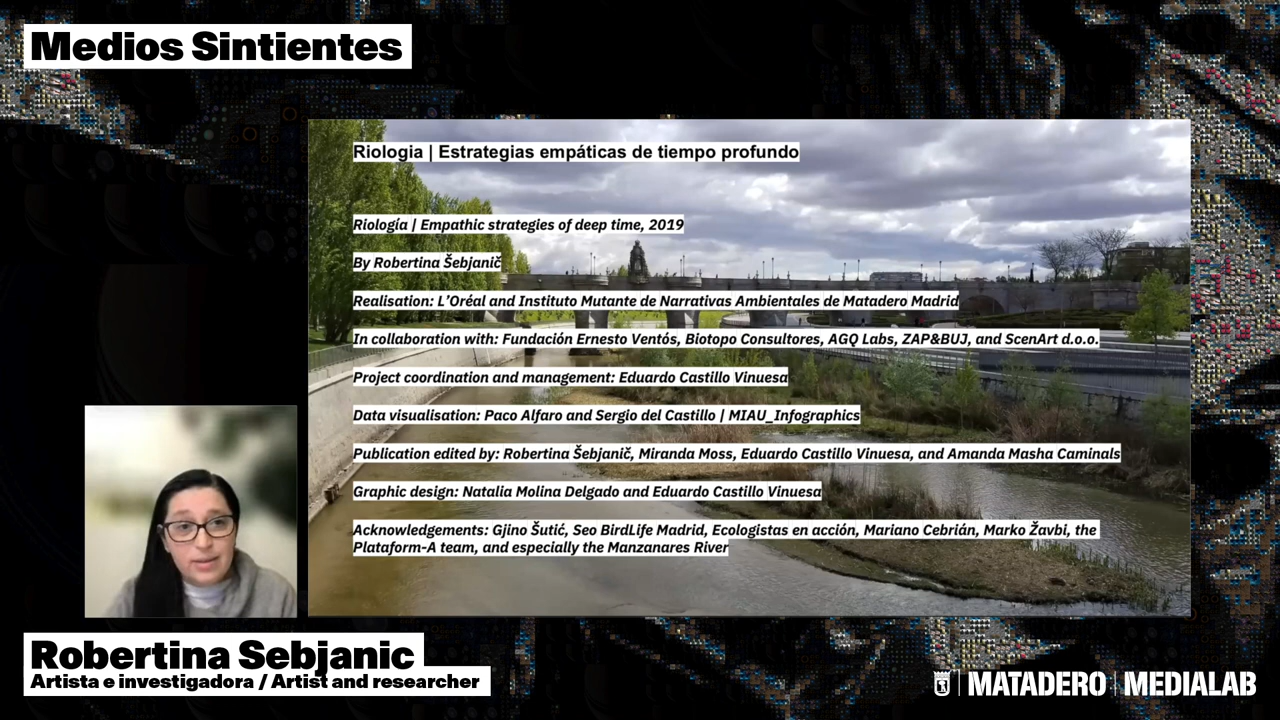 Medios Sintientes
Riologia | Estrategias empáticas de tiempo profundo
Riología | Empathic strategies of deep time, 2019
By Robertina Šebjanič
Realisation: L'Oréal and Instituto Mutante de Narrativas Ambientales de Matadero Madrid
In collaboration with: Fundación Ernesto Ventós, Biotopo Consultores, AGQ Labs, ZAP&BUJ, and ScenArt d.o.o.
Project coordination and management: Eduardo Castillo Vinuesa
Data visualisation: Paco Alfaro and Sergio del Castillo | MIAU_Infographics
Publication edited by: Robertina Šebjanič, Miranda Moss, Eduardo Castillo Vinuesa, and Amanda Masha Caminals
Graphic design: Natalia Molina Delgado and Eduardo Castillo Vinuesa
Acknowledgements: Gjino Šutić, Seo BirdLife Madrid, Ecologistas en acción, Mariano Cebrián, Marko Žavbi, the
Plataform-A team, and especially the Manzanares River
Robertina Sebjanic
Artista e investigadora / Artist and researcher
MATADERO | MEDIALAB